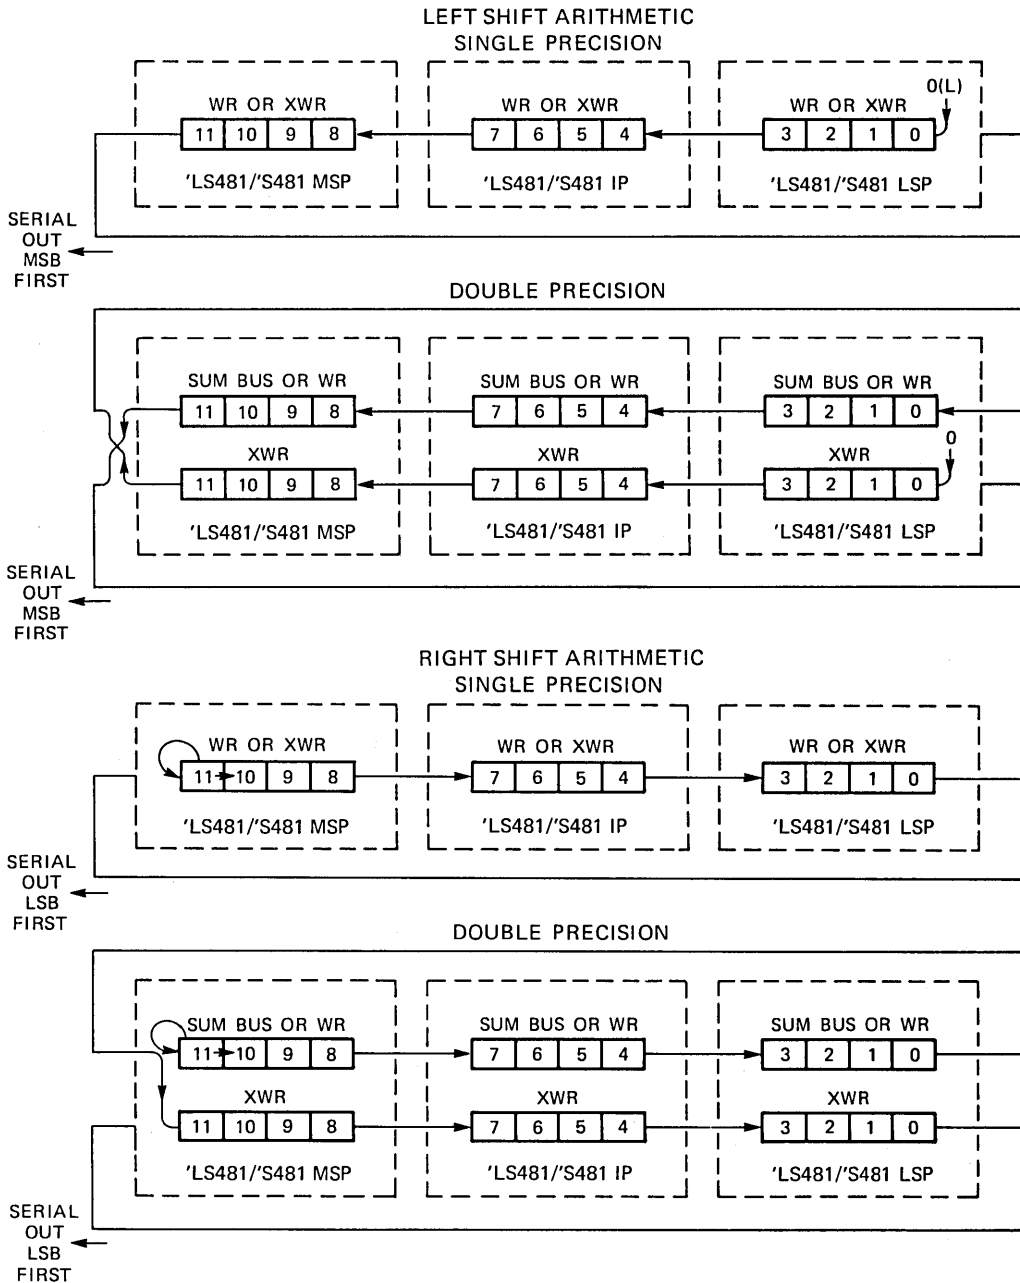 LEFT SHIFT ARITHMETIC
SINGLE PRECISION
0(L)
WR OR XWR WR OR XWR WR OR XWR
11 10 9 8 7 6 5 4 3 2 1 0
'LS481/'S481 MSP 'LS481/'S481 IP 'LS481/'S481 LSP
SERIAL
OUT
MSB
FIRST
DOUBLE PRECISION
SUM BUS OR WR SUM BUS OR WR SUM BUS OR WR
11 10 9 8 7 6 5 4 3 2 1 0
0
XWR XWR XWR
11 10 9 8 7 6 5 4 3 2 1 0
'LS481/'S481 MSP 'LS481/'S481 IP 'LS481/'S481 LSP
SERIAL
OUT
MSB
FIRST
RIGHT SHIFT ARITHMETIC
SINGLE PRECISION
WR OR XWR WR OR XWR WR OR XWR
11 10 9 8 7 6 5 4 3 2 1 0
'LS481/'S481 MSP 'LS481/'S481 IP 'LS481/'S481 LSP
SERIAL
OUT
LSB
FIRST
DOUBLE PRECISION
SUM BUS OR WR SUM BUS OR WR SUM BUS OR WR
11 10 9 8 7 6 5 4 3 2 1 0
XWR XWR XWR
11 10 9 8 7 6 5 4 3 2 1 0
'LS481/'S481 MSP 'LS481/'S481 IP 'LS481/'S481 LSP
SERIAL
OUT
LSB
FIRST